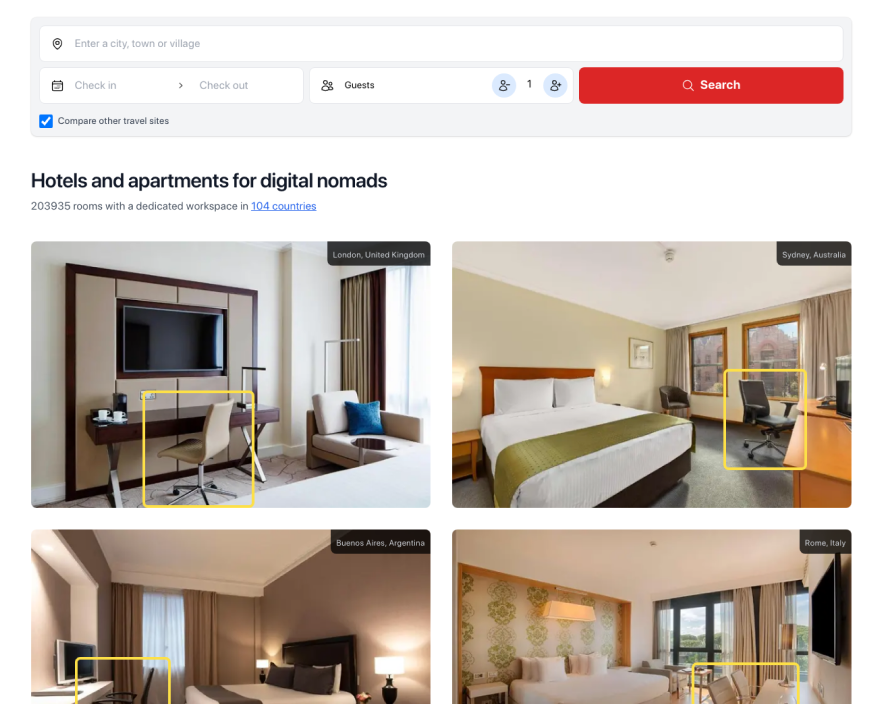 Enter a city, town or village
Check in > Check out
Guests
1
Search
Compare other travel sites
Hotels and apartments for digital nomads
203935 rooms with a dedicated workspace in 104 countries
London, United Kingdom
Sydney, Australia
Buenos Aires, Argentina
Rome, Italy